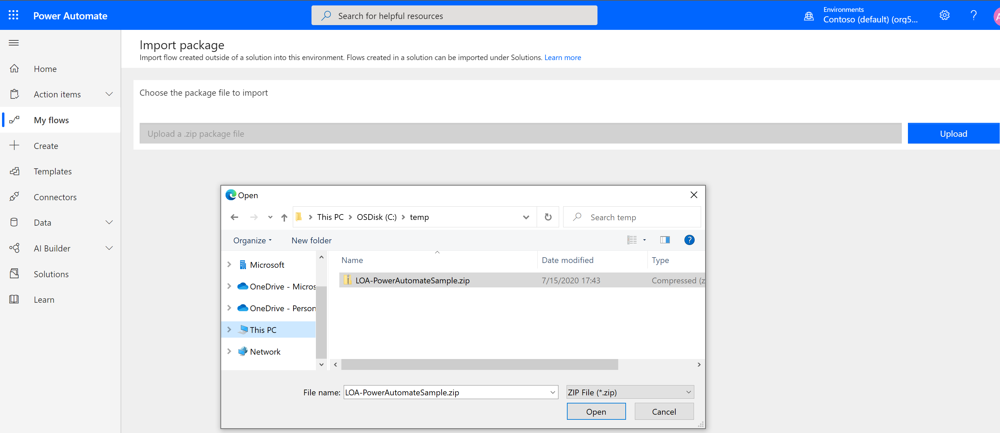 Power Automate
Search for helpful resources
Environments
Contoso (default) (org5...
?
A
Import package
Import flow created outside of a solution into this environment. Flows created in a solution can be imported under Solutions. Learn more
Home
Action items
My flows
Create
Templates
Connectors
Data
AI Builder
Solutions
Learn
Choose the package file to import
Upload a .zip package file
Upload
Open
This PC > OSDisk (C:) > temp
Search temp
Organize
New folder
?
Microsoft
OneDrive - Micros
OneDrive - Person
This PC
Network
Name
Date modified
Type
LOA-PowerAutomateSample.zip
7/15/2020 17:43
Compressed (z
File name:
LOA-PowerAutomateSample.zip
ZIP File (*.zip)
Open
Cancel